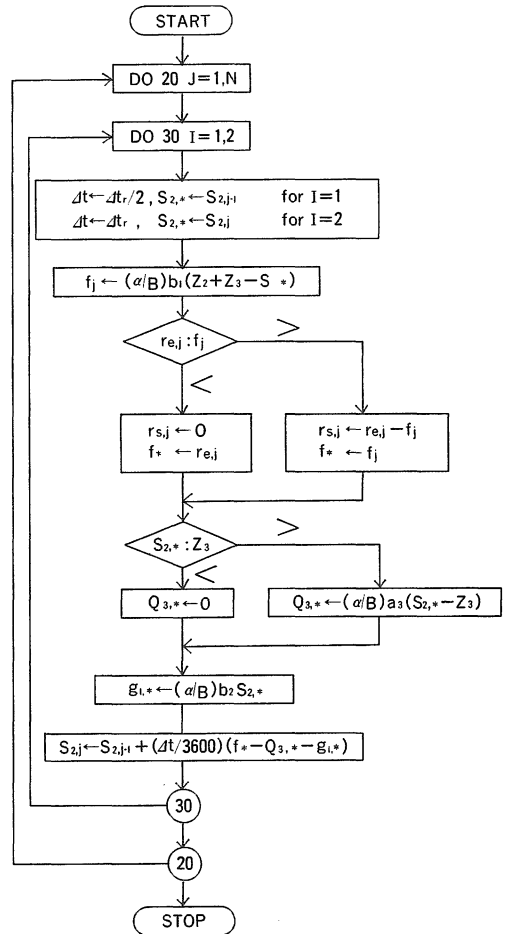 START
DO 20 J=1,N
DO 30 I=1,2
Δt←Δtᵣ/2 , S₂,*←S₂,ⱼ₋₁ for I=1
Δt←Δtᵣ , S₂,*←S₂,ⱼ for I=2
fⱼ ← (α/B)b₁(Z₂+Z₃−S *)
rₑ,ⱼ : fⱼ
>
<
rₛ,ⱼ ← 0
f* ← rₑ,ⱼ
rₛ,ⱼ ← rₑ,ⱼ − fⱼ
f* ← fⱼ
S₂,* : Z₃
>
<
Q₃,*←0
Q₃,*←(α/B)a₃(S₂,*−Z₃)
g₁,*←(α/B)b₂S₂,*
S₂,ⱼ←S₂,ⱼ₋₁+(Δt/3600)(f*−Q₃,*−g₁,*)
30
20
STOP